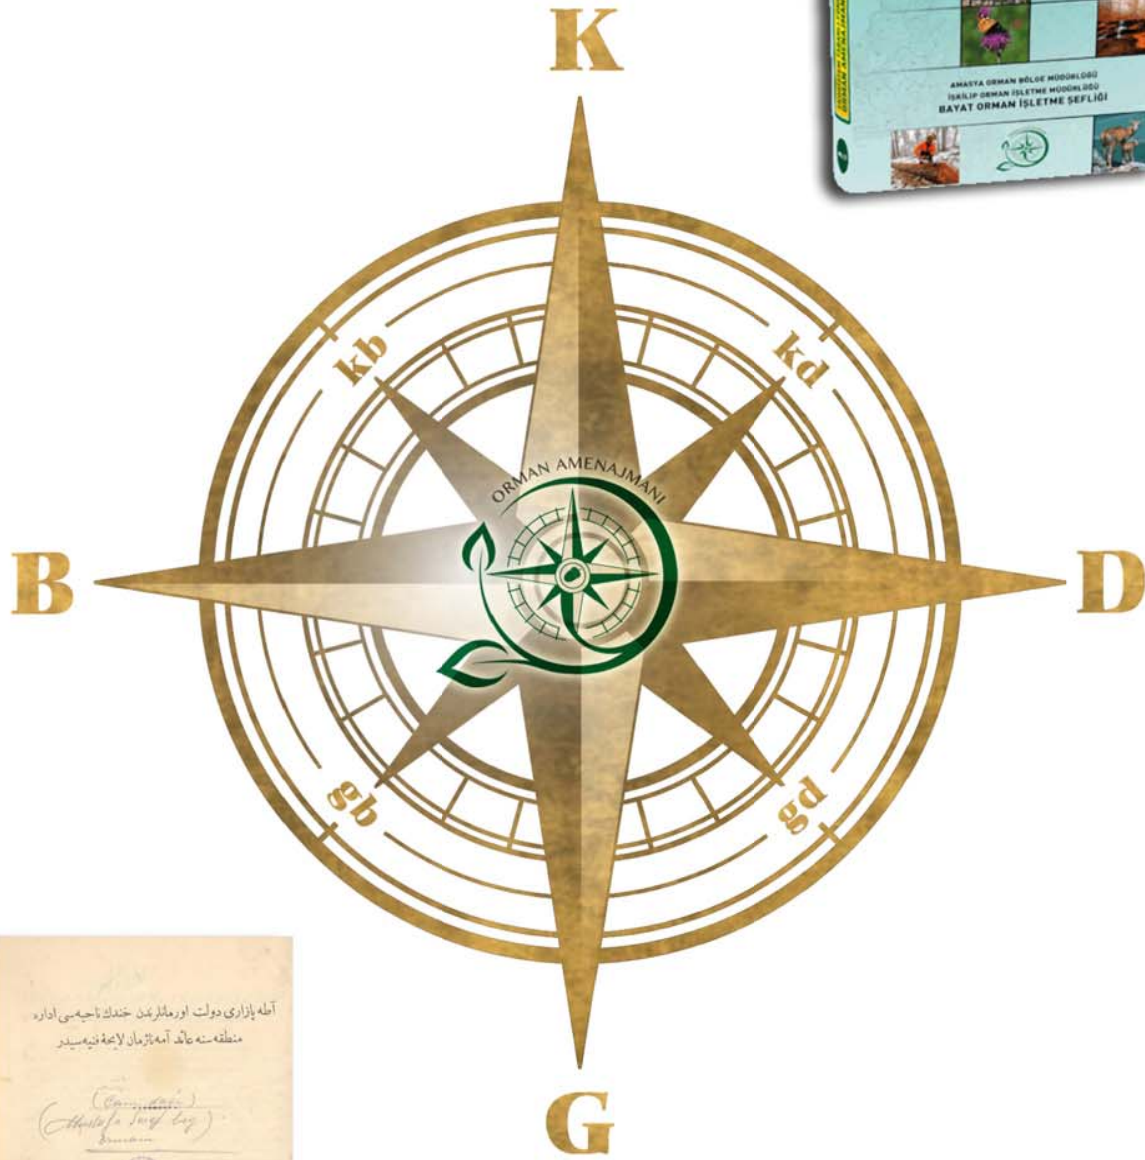 K
AMASYA ORMAN BÖLGE MÜDÜRLÜĞÜ
İSKİLİP ORMAN İŞLETME MÜDÜRLÜĞÜ
BAYAT ORMAN İŞLETME ŞEFLİĞİ
kb
kd
ORMAN AMENAJMANI
B
D
gb
gd
آطه پازاری دولت اورمانلرندن خندك ناحیه‌سی اداره
منطقه سنه عائد آمه ناژمان لایحهٔ فنیه سیدر
G